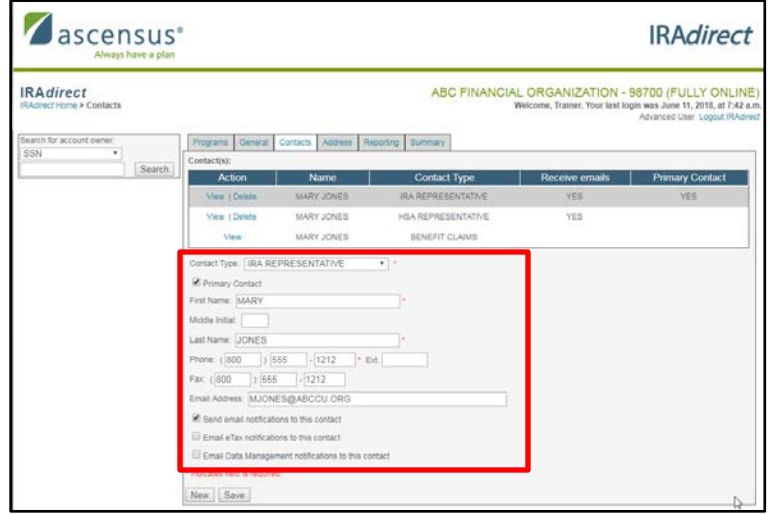 ascensus®
Always have a plan
IRAdirect
IRAdirect
IRAdirect Home > Contacts
ABC FINANCIAL ORGANIZATION - 98700 (FULLY ONLINE)
Welcome, Trainer. Your last login was June 11, 2018, at 7:42 a.m.
Advanced User Logout IRAdirect
Search for account owner:
SSN
Search
Programs General Contacts Address Reporting Summary
Contact(s):
Action Name Contact Type Receive emails Primary Contact
View | Delete MARY JONES IRA REPRESENTATIVE YES YES
View | Delete MARY JONES HSA REPRESENTATIVE YES
View MARY JONES BENEFIT CLAIMS
Contact Type: IRA REPRESENTATIVE *
Primary Contact
First Name: MARY *
Middle Initial:
Last Name: JONES *
Phone: ( 800 ) 555 - 1212 * Ext.
Fax: ( 800 ) 555 - 1212
Email Address: MJONES@ABCCU.ORG
Send email notifications to this contact
Email eTax notifications to this contact
Email Data Management notifications to this contact
indicates field is required.
New Save